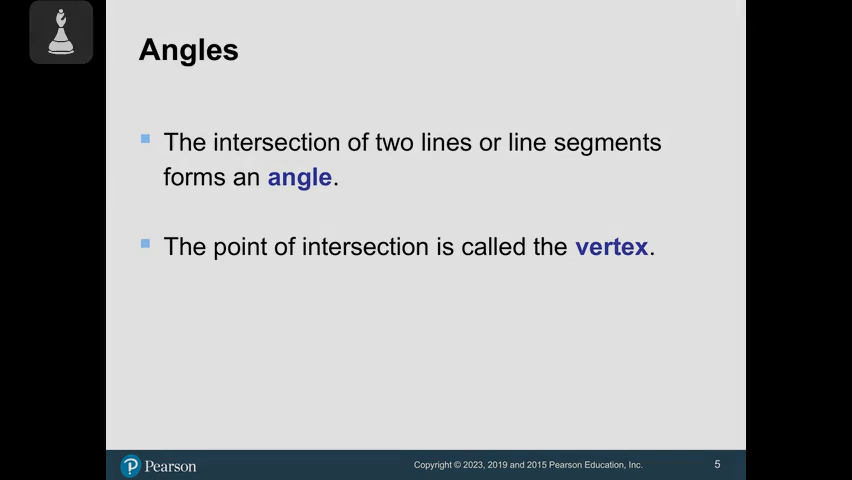 Angles
The intersection of two lines or line segments
forms an angle.
The point of intersection is called the vertex.
Pearson
Copyright © 2023, 2019 and 2015 Pearson Education, Inc.
5